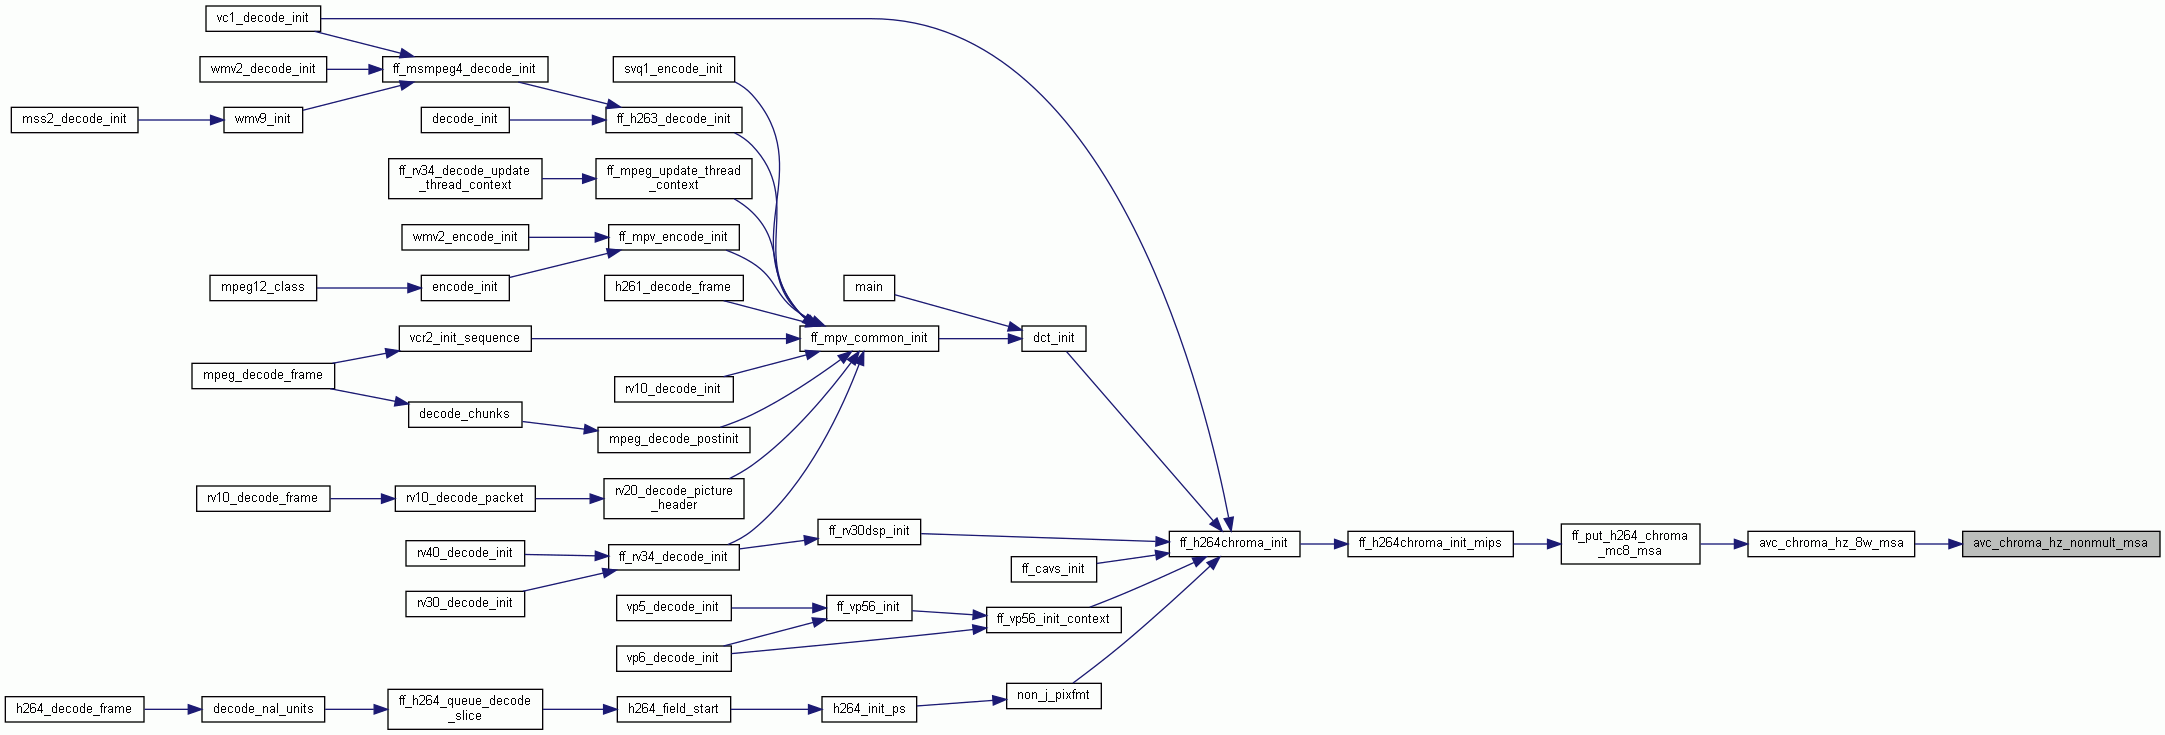 vc1_decode_init
wmv2_decode_init
ff_msmpeg4_decode_init
svq1_encode_init
mss2_decode_init
wmv9_init
decode_init
ff_h263_decode_init
ff_rv34_decode_update
_thread_context
ff_mpeg_update_thread
_context
wmv2_encode_init
ff_mpv_encode_init
mpeg12_class
encode_init
h261_decode_frame
main
vcr2_init_sequence
ff_mpv_common_init
dct_init
mpeg_decode_frame
rv10_decode_init
decode_chunks
mpeg_decode_postinit
rv10_decode_frame
rv10_decode_packet
rv20_decode_picture
_header
rv40_decode_init
ff_rv34_decode_init
ff_rv30dsp_init
ff_h264chroma_init
ff_h264chroma_init_mips
ff_put_h264_chroma
_mc8_msa
avc_chroma_hz_8w_msa
avc_chroma_hz_nonmult_msa
ff_cavs_init
rv30_decode_init
vp5_decode_init
ff_vp56_init
ff_vp56_init_context
vp6_decode_init
non_j_pixfmt
h264_decode_frame
decode_nal_units
ff_h264_queue_decode
_slice
h264_field_start
h264_init_ps